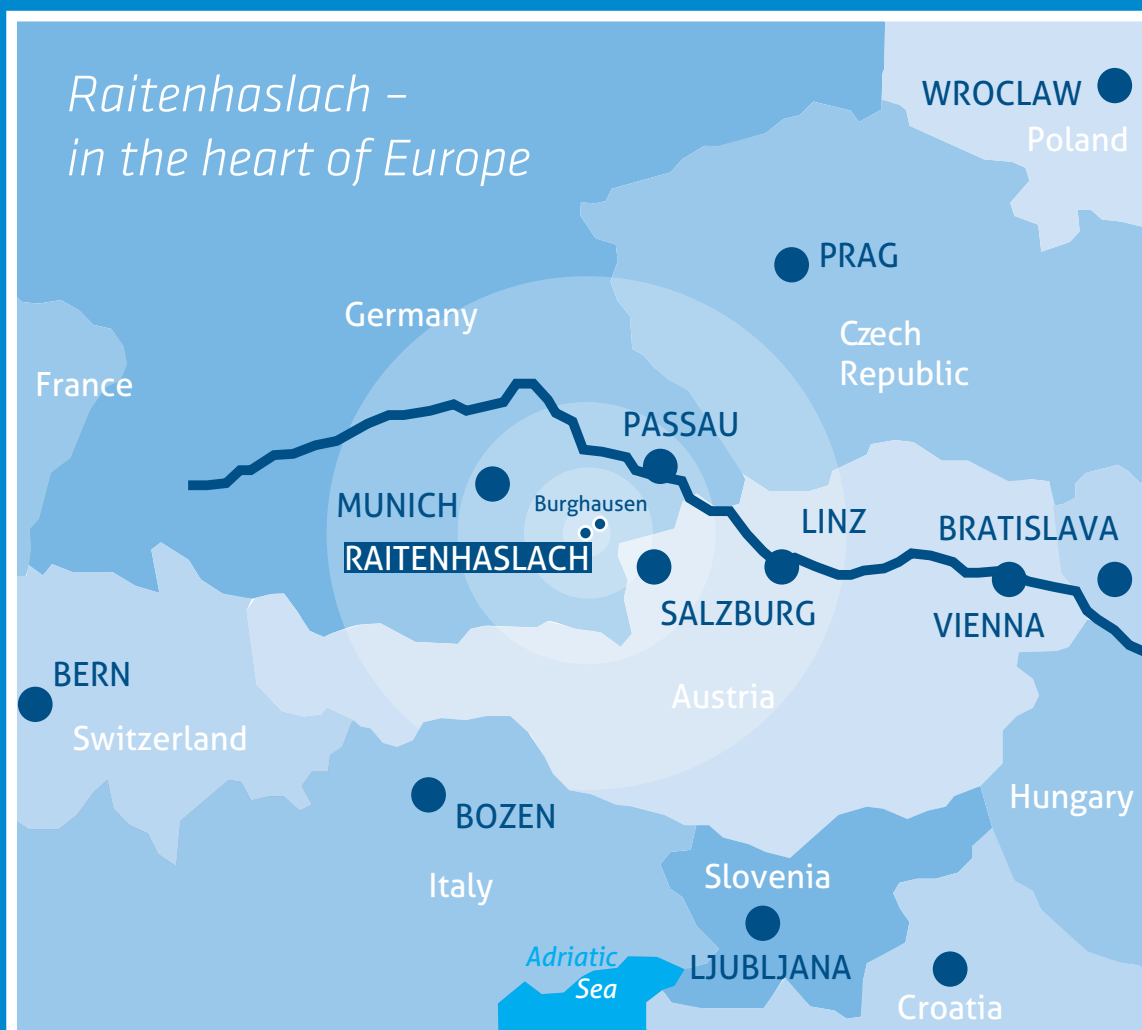 Raitenhaslach –
in the heart of Europe
WROCLAW
Poland
PRAG
Germany
Czech
Republic
France
PASSAU
MUNICH
Burghausen
LINZ
BRATISLAVA
RAITENHASLACH
SALZBURG
VIENNA
BERN
Austria
Switzerland
Hungary
BOZEN
Italy
Slovenia
Adriatic
Sea
LJUBLJANA
Croatia